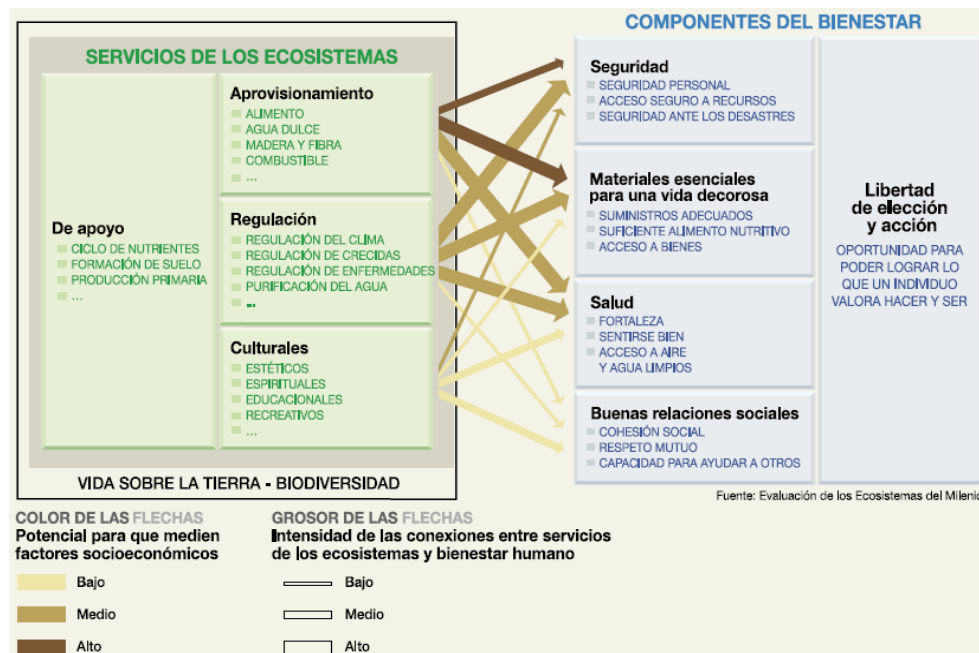 SERVICIOS DE LOS ECOSISTEMAS
De apoyo
CICLO DE NUTRIENTES
FORMACIÓN DE SUELO
PRODUCCIÓN PRIMARIA
...
Aprovisionamiento
ALIMENTO
AGUA DULCE
MADERA Y FIBRA
COMBUSTIBLE
...
Regulación
REGULACIÓN DEL CLIMA
REGULACIÓN DE CRECIDAS
REGULACIÓN DE ENFERMEDADES
PURIFICACIÓN DEL AGUA
...
Culturales
ESTÉTICOS
ESPIRITUALES
EDUCACIONALES
RECREATIVOS
...
VIDA SOBRE LA TIERRA - BIODIVERSIDAD
COMPONENTES DEL BIENESTAR
Seguridad
SEGURIDAD PERSONAL
ACCESO SEGURO A RECURSOS
SEGURIDAD ANTE LOS DESASTRES
Materiales esenciales
para una vida decorosa
SUMINISTROS ADECUADOS
SUFICIENTE ALIMENTO NUTRITIVO
ACCESO A BIENES
Salud
FORTALEZA
SENTIRSE BIEN
ACCESO A AIRE
Y AGUA LIMPIOS
Buenas relaciones sociales
COHESIÓN SOCIAL
RESPETO MUTUO
CAPACIDAD PARA AYUDAR A OTROS
Libertad
de elección
y acción
OPORTUNIDAD PARA
PODER LOGRAR LO
QUE UN INDIVIDUO
VALORA HACER Y SER
Fuente: Evaluación de los Ecosistemas del Milenio
COLOR DE LAS FLECHAS
Potencial para que medien
factores socioeconómicos
Bajo
Medio
Alto
GROSOR DE LAS FLECHAS
Intensidad de las conexiones entre servicios
de los ecosistemas y bienestar humano
Bajo
Medio
Alto